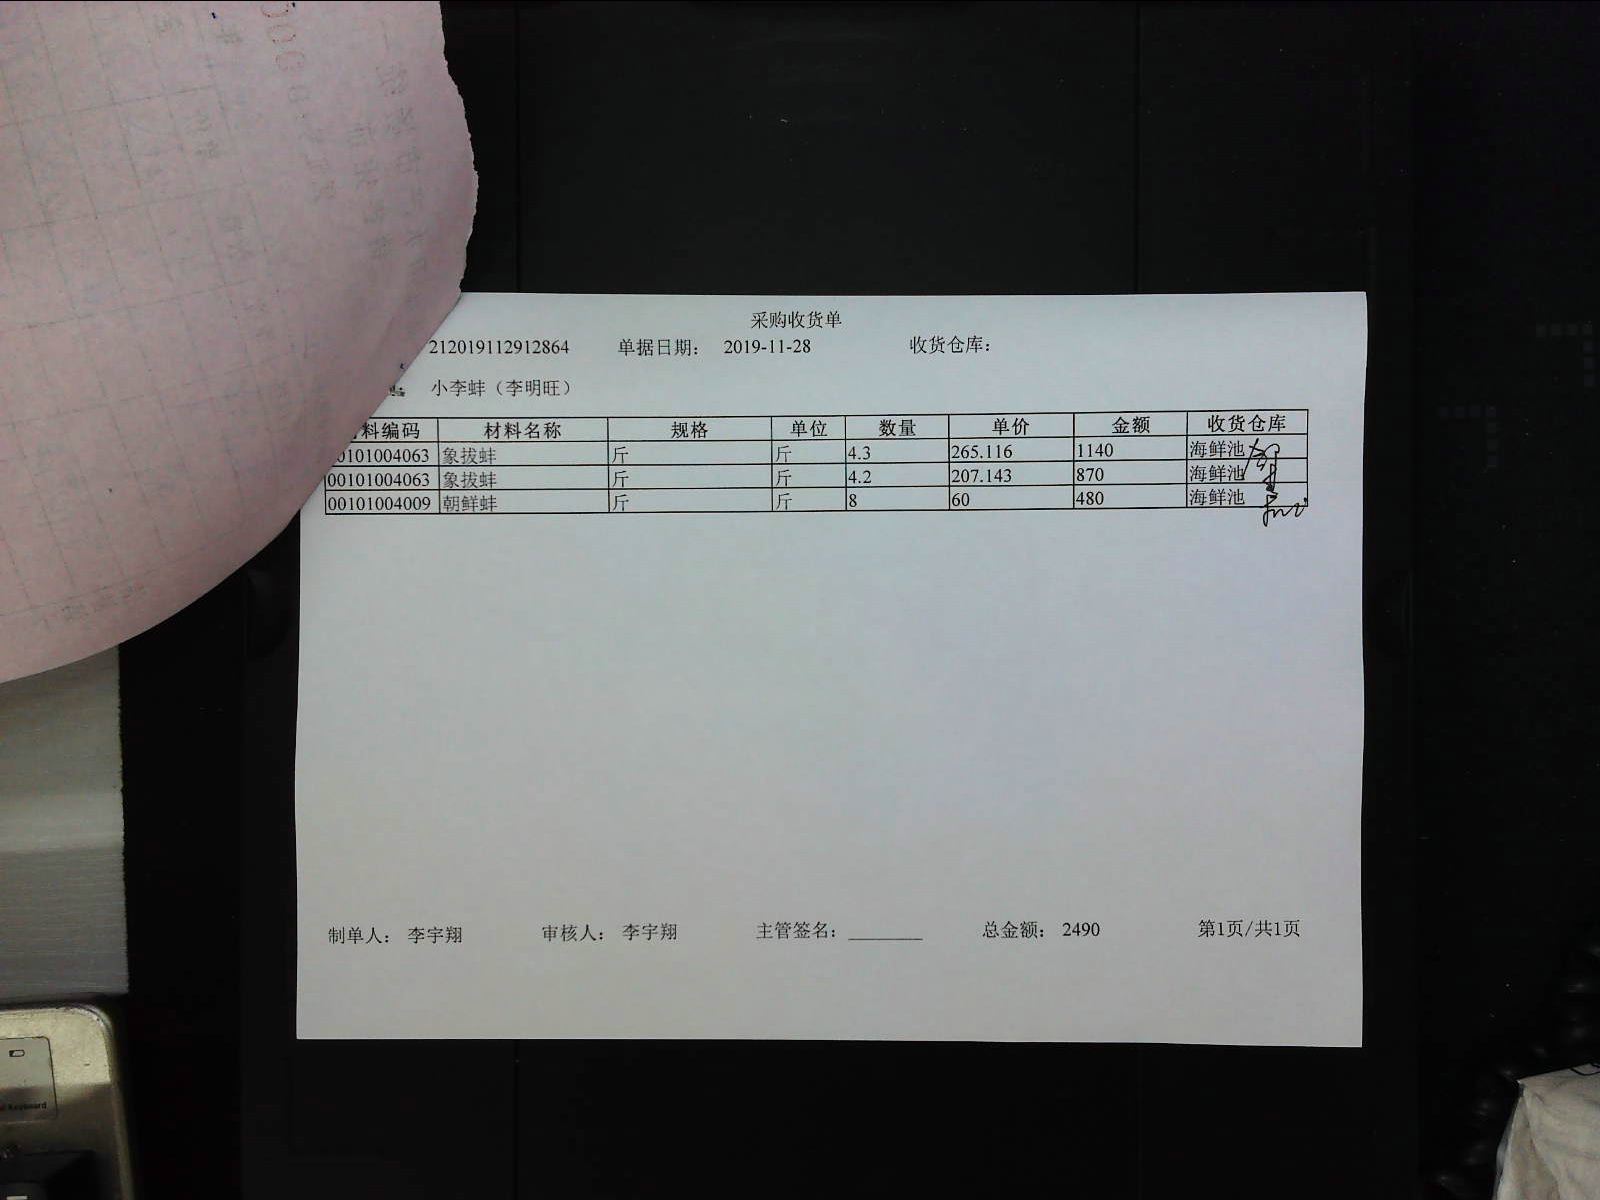 采购收货单
212019112912864 单据日期： 2019-11-28 收货仓库：
小李蚌（李明旺）
料编码 材料名称 规格 单位 数量 单价 金额 收货仓库
0101004063 象拔蚌 斤 斤 4.3 265.116 1140 海鲜池
00101004063 象拔蚌 斤 斤 4.2 207.143 870 海鲜池
00101004009 朝鲜蚌 斤 斤 8 60 480 海鲜池
制单人： 李宇翔 审核人： 李宇翔 主管签名：________ 总金额： 2490 第1页/共1页
Keyboard